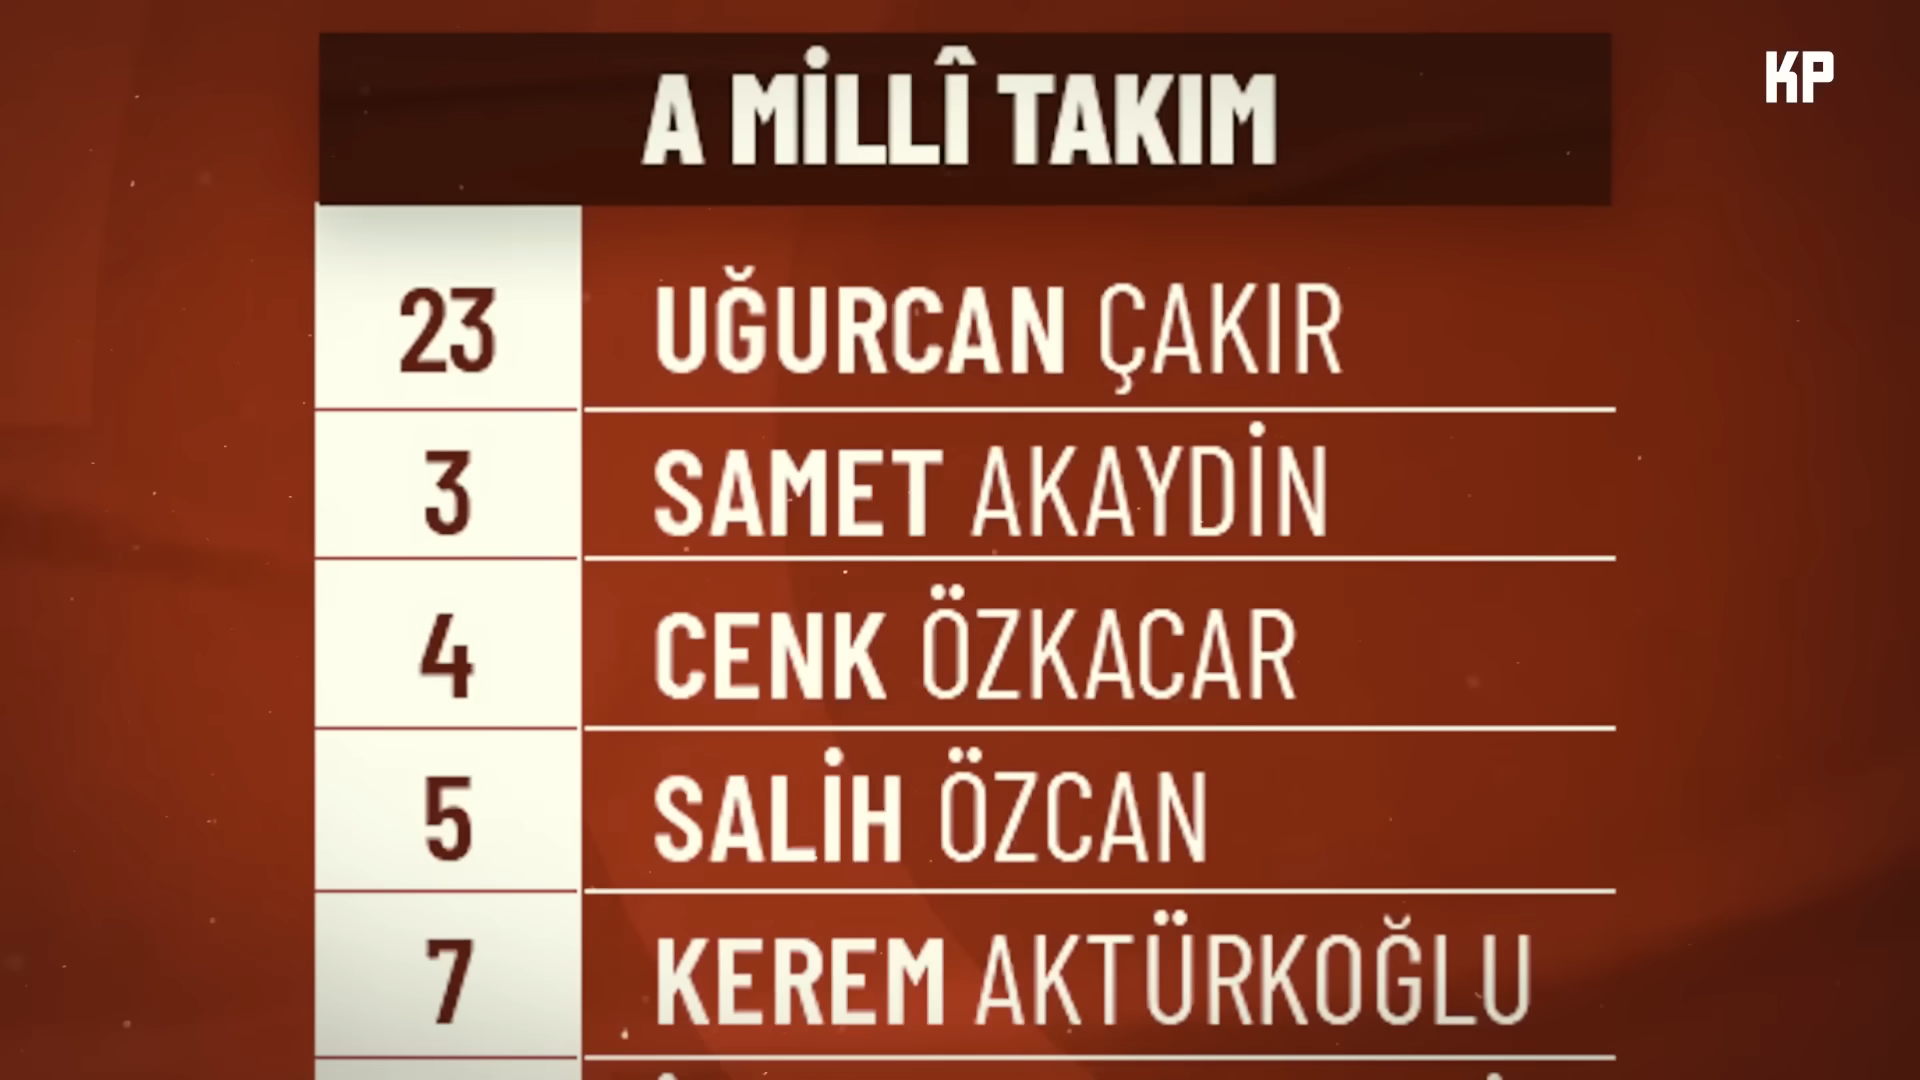 A MİLLÎ TAKIM
KP
23 UĞURCAN ÇAKIR
3 SAMET AKAYDİN
4 CENK ÖZKACAR
5 SALİH ÖZCAN
7 KEREM AKTÜRKOĞLU